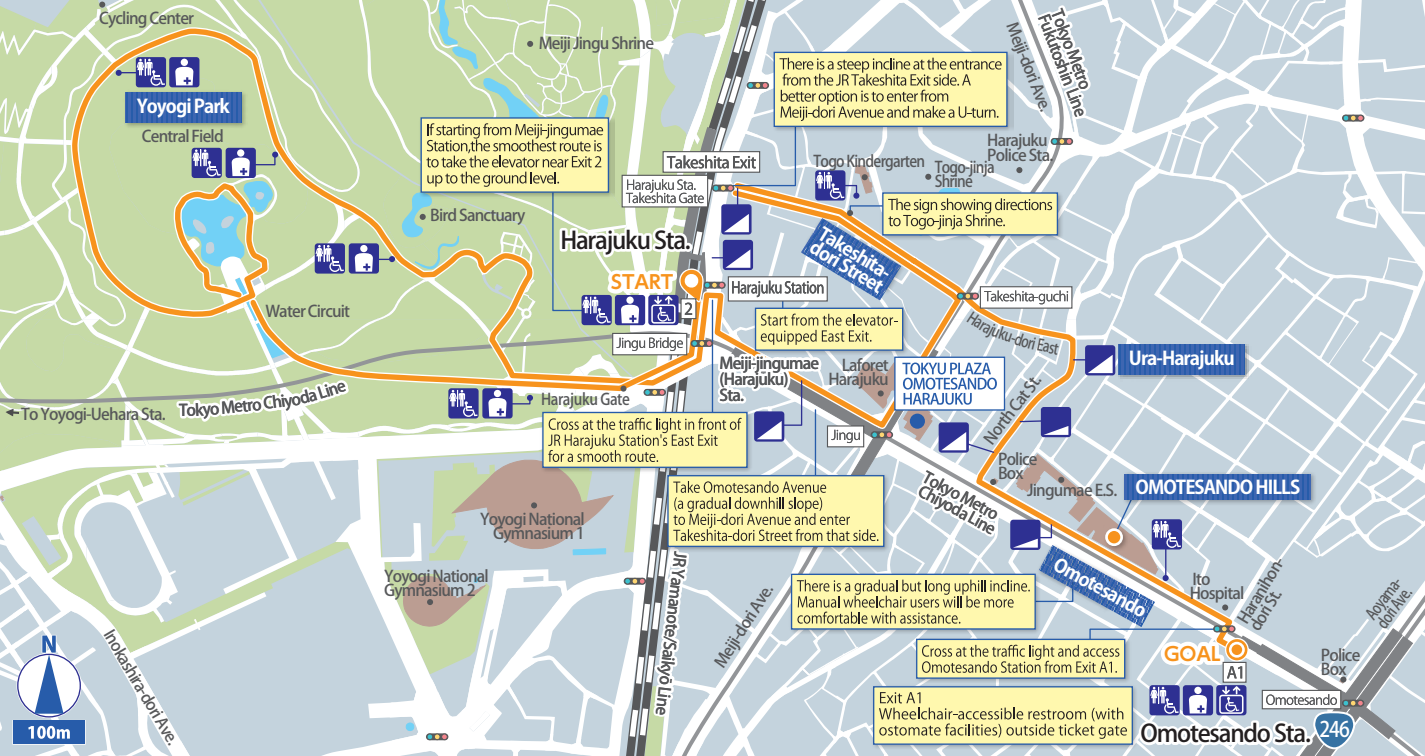 Cycling Center
Yoyogi Park
Central Field
Meiji Jingu Shrine
Bird Sanctuary
Water Circuit
If starting from Meiji-jingumae
Station,the smoothest route is
to take the elevator near Exit 2
up to the ground level.
There is a steep incline at the entrance
from the JR Takeshita Exit side. A
better option is to enter from
Meiji-dori Avenue and make a U-turn.
Tokyo Metro
Fukutoshin Line
Meiji-dori Ave.
Harajuku
Police Sta.
Takeshita Exit
Harajuku Sta.
Takeshita Gate
Togo Kindergarten
Togo-jinja
Shrine
The sign showing directions
to Togo-jinja Shrine.
Takeshita-
dori Street
Harajuku Sta.
START
2
Harajuku Station
Takeshita-guchi
Start from the elevator-
equipped East Exit.
Harajuku-dori East
Jingu Bridge
Meiji-jingumae
(Harajuku)
Sta.
Laforet
Harajuku
TOKYU PLAZA
OMOTESANDO
HARAJUKU
Ura-Harajuku
North Cat St.
To Yoyogi-Uehara Sta.
Tokyo Metro Chiyoda Line
Harajuku Gate
Cross at the traffic light in front of
JR Harajuku Station's East Exit
for a smooth route.
Jingu
Police
Box
Jingumae E.S.
OMOTESANDO HILLS
Tokyo Metro
Chiyoda Line
Take Omotesando Avenue
(a gradual downhill slope)
to Meiji-dori Avenue and enter
Takeshita-dori Street from that side.
Yoyogi National
Gymnasium 1
Yoyogi National
Gymnasium 2
JR Yamanote/Saikyo Line
Meiji-dori Ave.
There is a gradual but long uphill incline.
Manual wheelchair users will be more
comfortable with assistance.
Omotesando
Ito
Hospital
Haranihon-
dori St.
Aoyama-
dori Ave.
Cross at the traffic light and access
Omotesando Station from Exit A1.
GOAL
A1
Police
Box
Exit A1
Wheelchair-accessible restroom (with
ostomate facilities) outside ticket gate
Omotesando
Omotesando Sta.
246
Inokashira-dori Ave.
N
100m